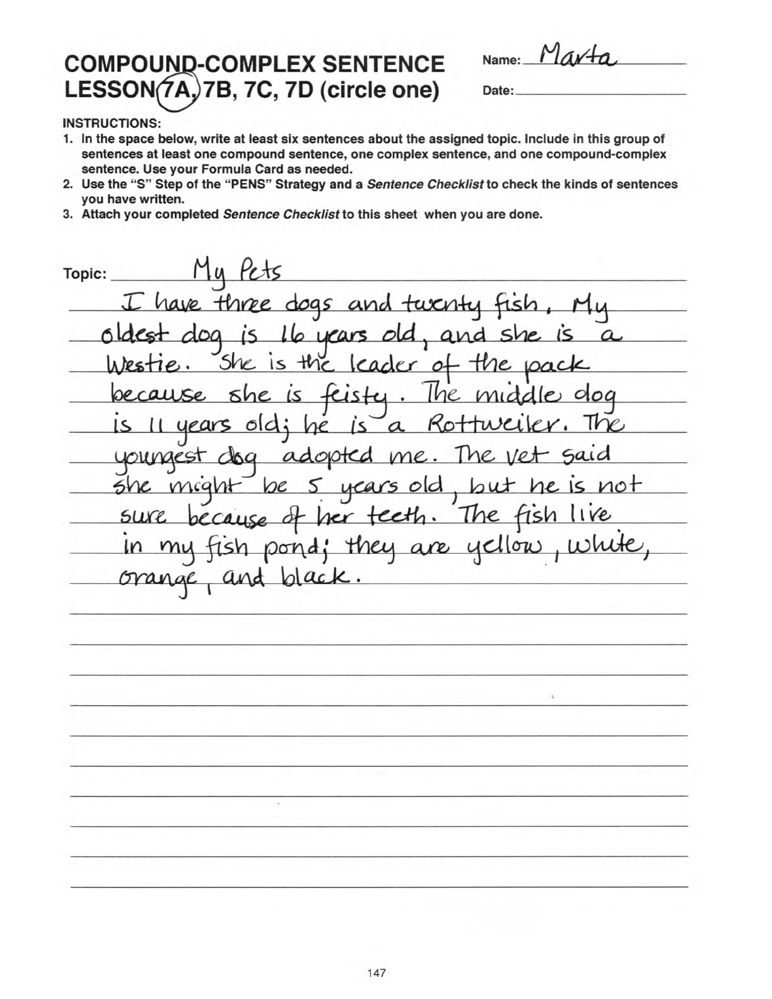 COMPOUND-COMPLEX SENTENCE
LESSON 7A, 7B, 7C, 7D (circle one)
Name: Marta
Date:
INSTRUCTIONS:
1. In the space below, write at least six sentences about the assigned topic. Include in this group of
sentences at least one compound sentence, one complex sentence, and one compound-complex
sentence. Use your Formula Card as needed.
2. Use the “S” Step of the “PENS” Strategy and a Sentence Checklist to check the kinds of sentences
you have written.
3. Attach your completed Sentence Checklist to this sheet when you are done.
Topic: My Pets
I have three dogs and twenty fish. My
oldest dog is 16 years old, and she is a
Westie. She is the leader of the pack
because she is feisty. The middle dog
is 11 years old; he is a Rottweiler. The
youngest dog adopted me. The vet said
she might be 5 years old, but he is not
sure because of her teeth. The fish live
in my fish pond; they are yellow, white,
orange, and black.
147